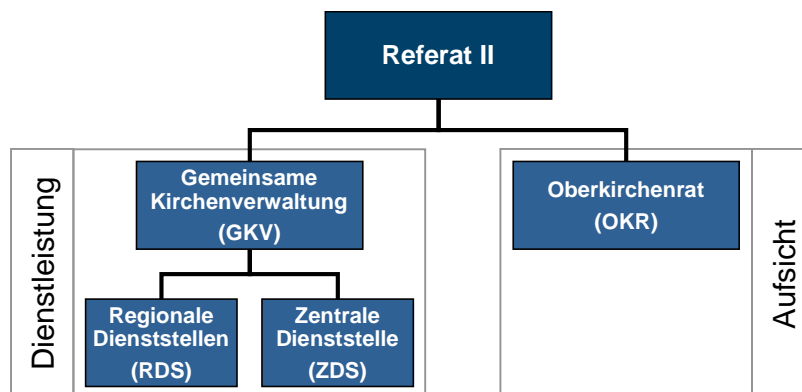 Referat II
Dienstleistung
Gemeinsame
Kirchenverwaltung
(GKV)
Oberkirchenrat
(OKR)
Aufsicht
Regionale
Dienststellen
(RDS)
Zentrale
Dienststelle
(ZDS)